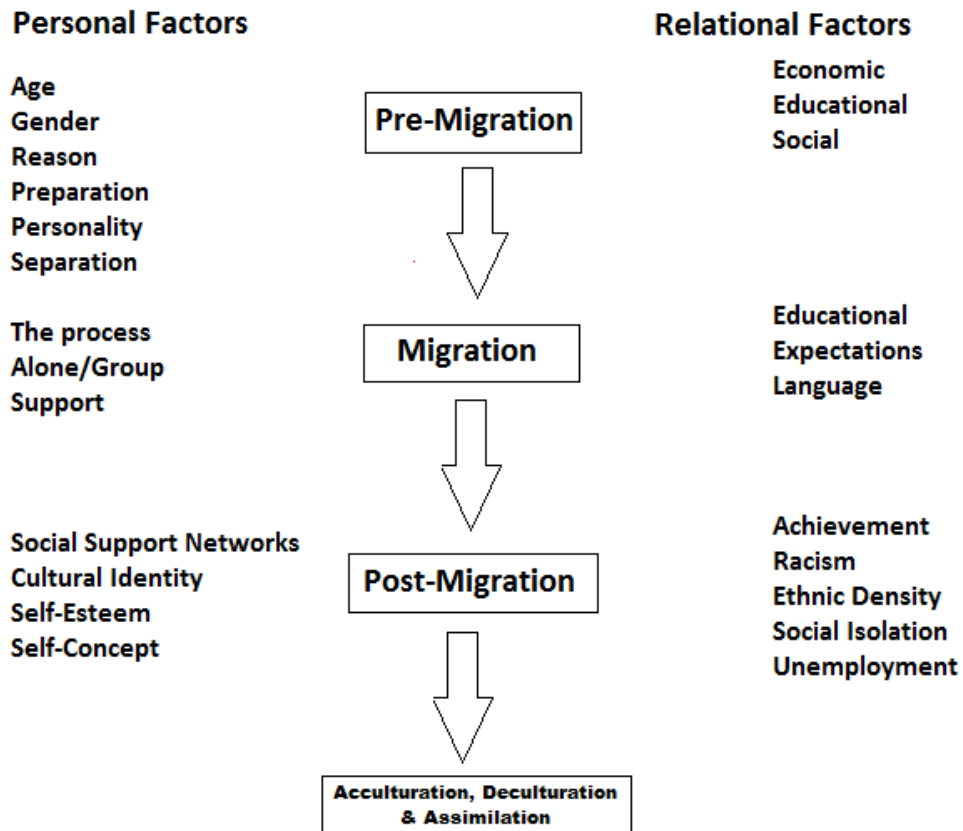 Personal Factors
Relational Factors
Age
Gender
Reason
Preparation
Personality
Separation
Pre-Migration
Economic
Educational
Social
The process
Alone/Group
Support
Migration
Educational
Expectations
Language
Social Support Networks
Cultural Identity
Self-Esteem
Self-Concept
Post-Migration
Achievement
Racism
Ethnic Density
Social Isolation
Unemployment
Acculturation, Deculturation
& Assimilation